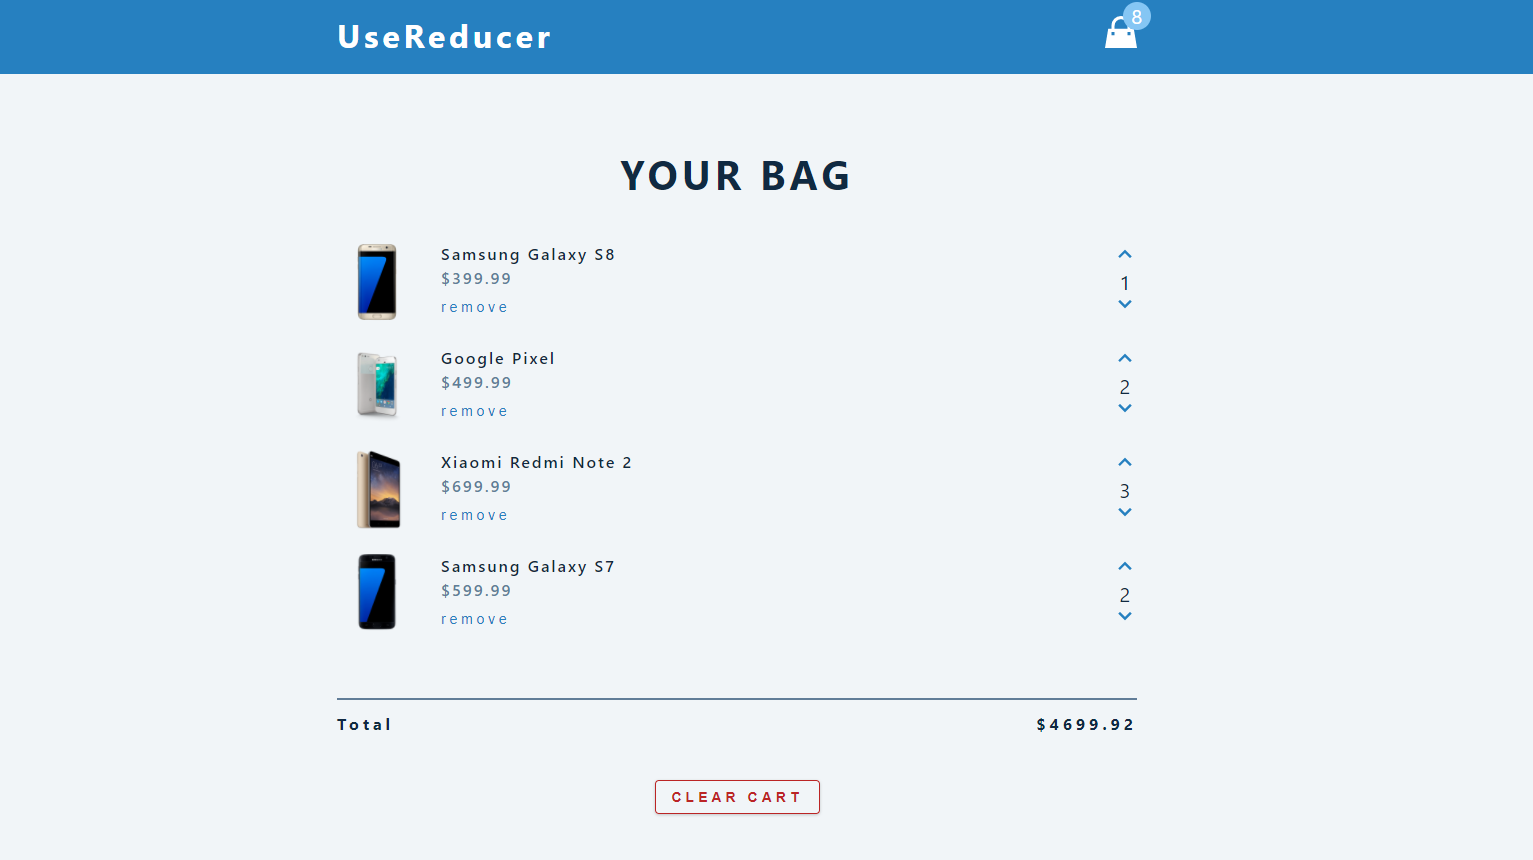 UseReducer
8
YOUR BAG
Samsung Galaxy S8
$399.99
1
remove
Google Pixel
$499.99
2
remove
Xiaomi Redmi Note 2
$699.99
3
remove
Samsung Galaxy S7
$599.99
2
remove
Total $4699.92
CLEAR CART